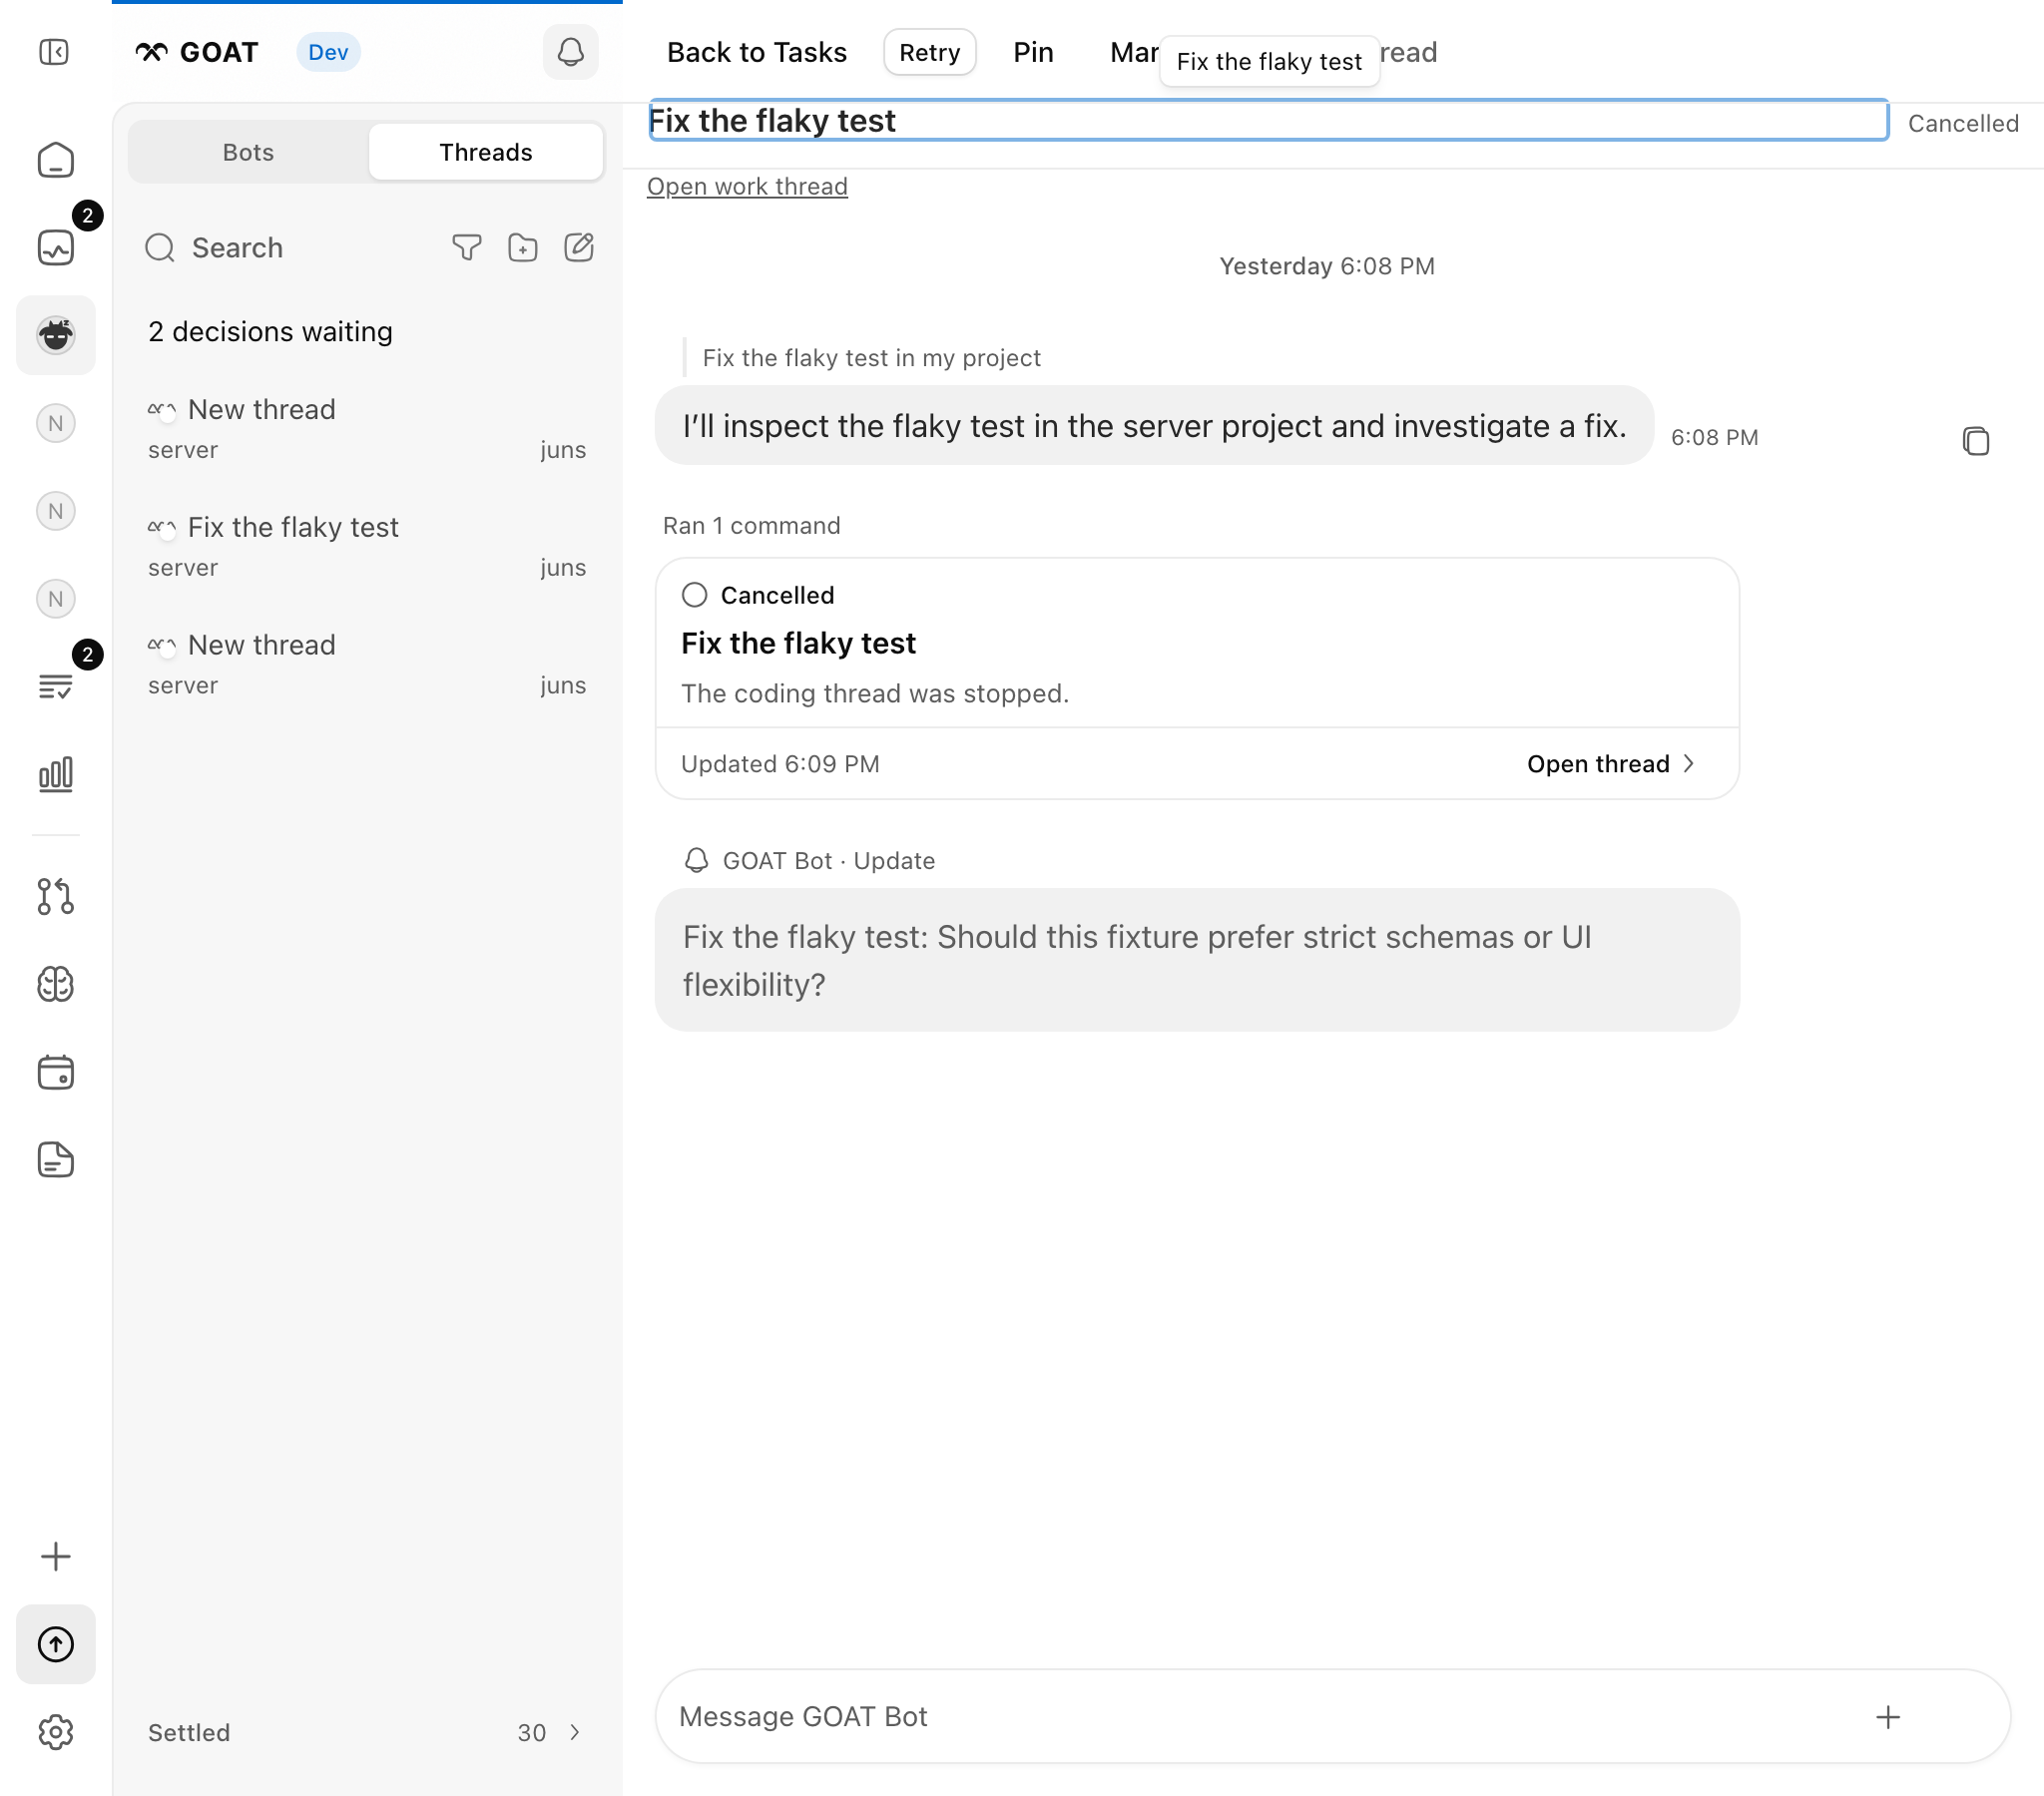 GOAT
Dev
Back to Tasks
Retry
Pin
Mar
Fix the flaky test
read
Bots
Threads
Fix the flaky test
Cancelled
Open work thread
2
Search
2 decisions waiting
New thread
server
juns
Fix the flaky test
server
juns
New thread
server
juns
N
N
N
2
Settled
30
Yesterday 6:08 PM
Fix the flaky test in my project
I’ll inspect the flaky test in the server project and investigate a fix.
6:08 PM
Ran 1 command
Cancelled
Fix the flaky test
The coding thread was stopped.
Updated 6:09 PM
Open thread
GOAT Bot · Update
Fix the flaky test: Should this fixture prefer strict schemas or UI
flexibility?
Message GOAT Bot